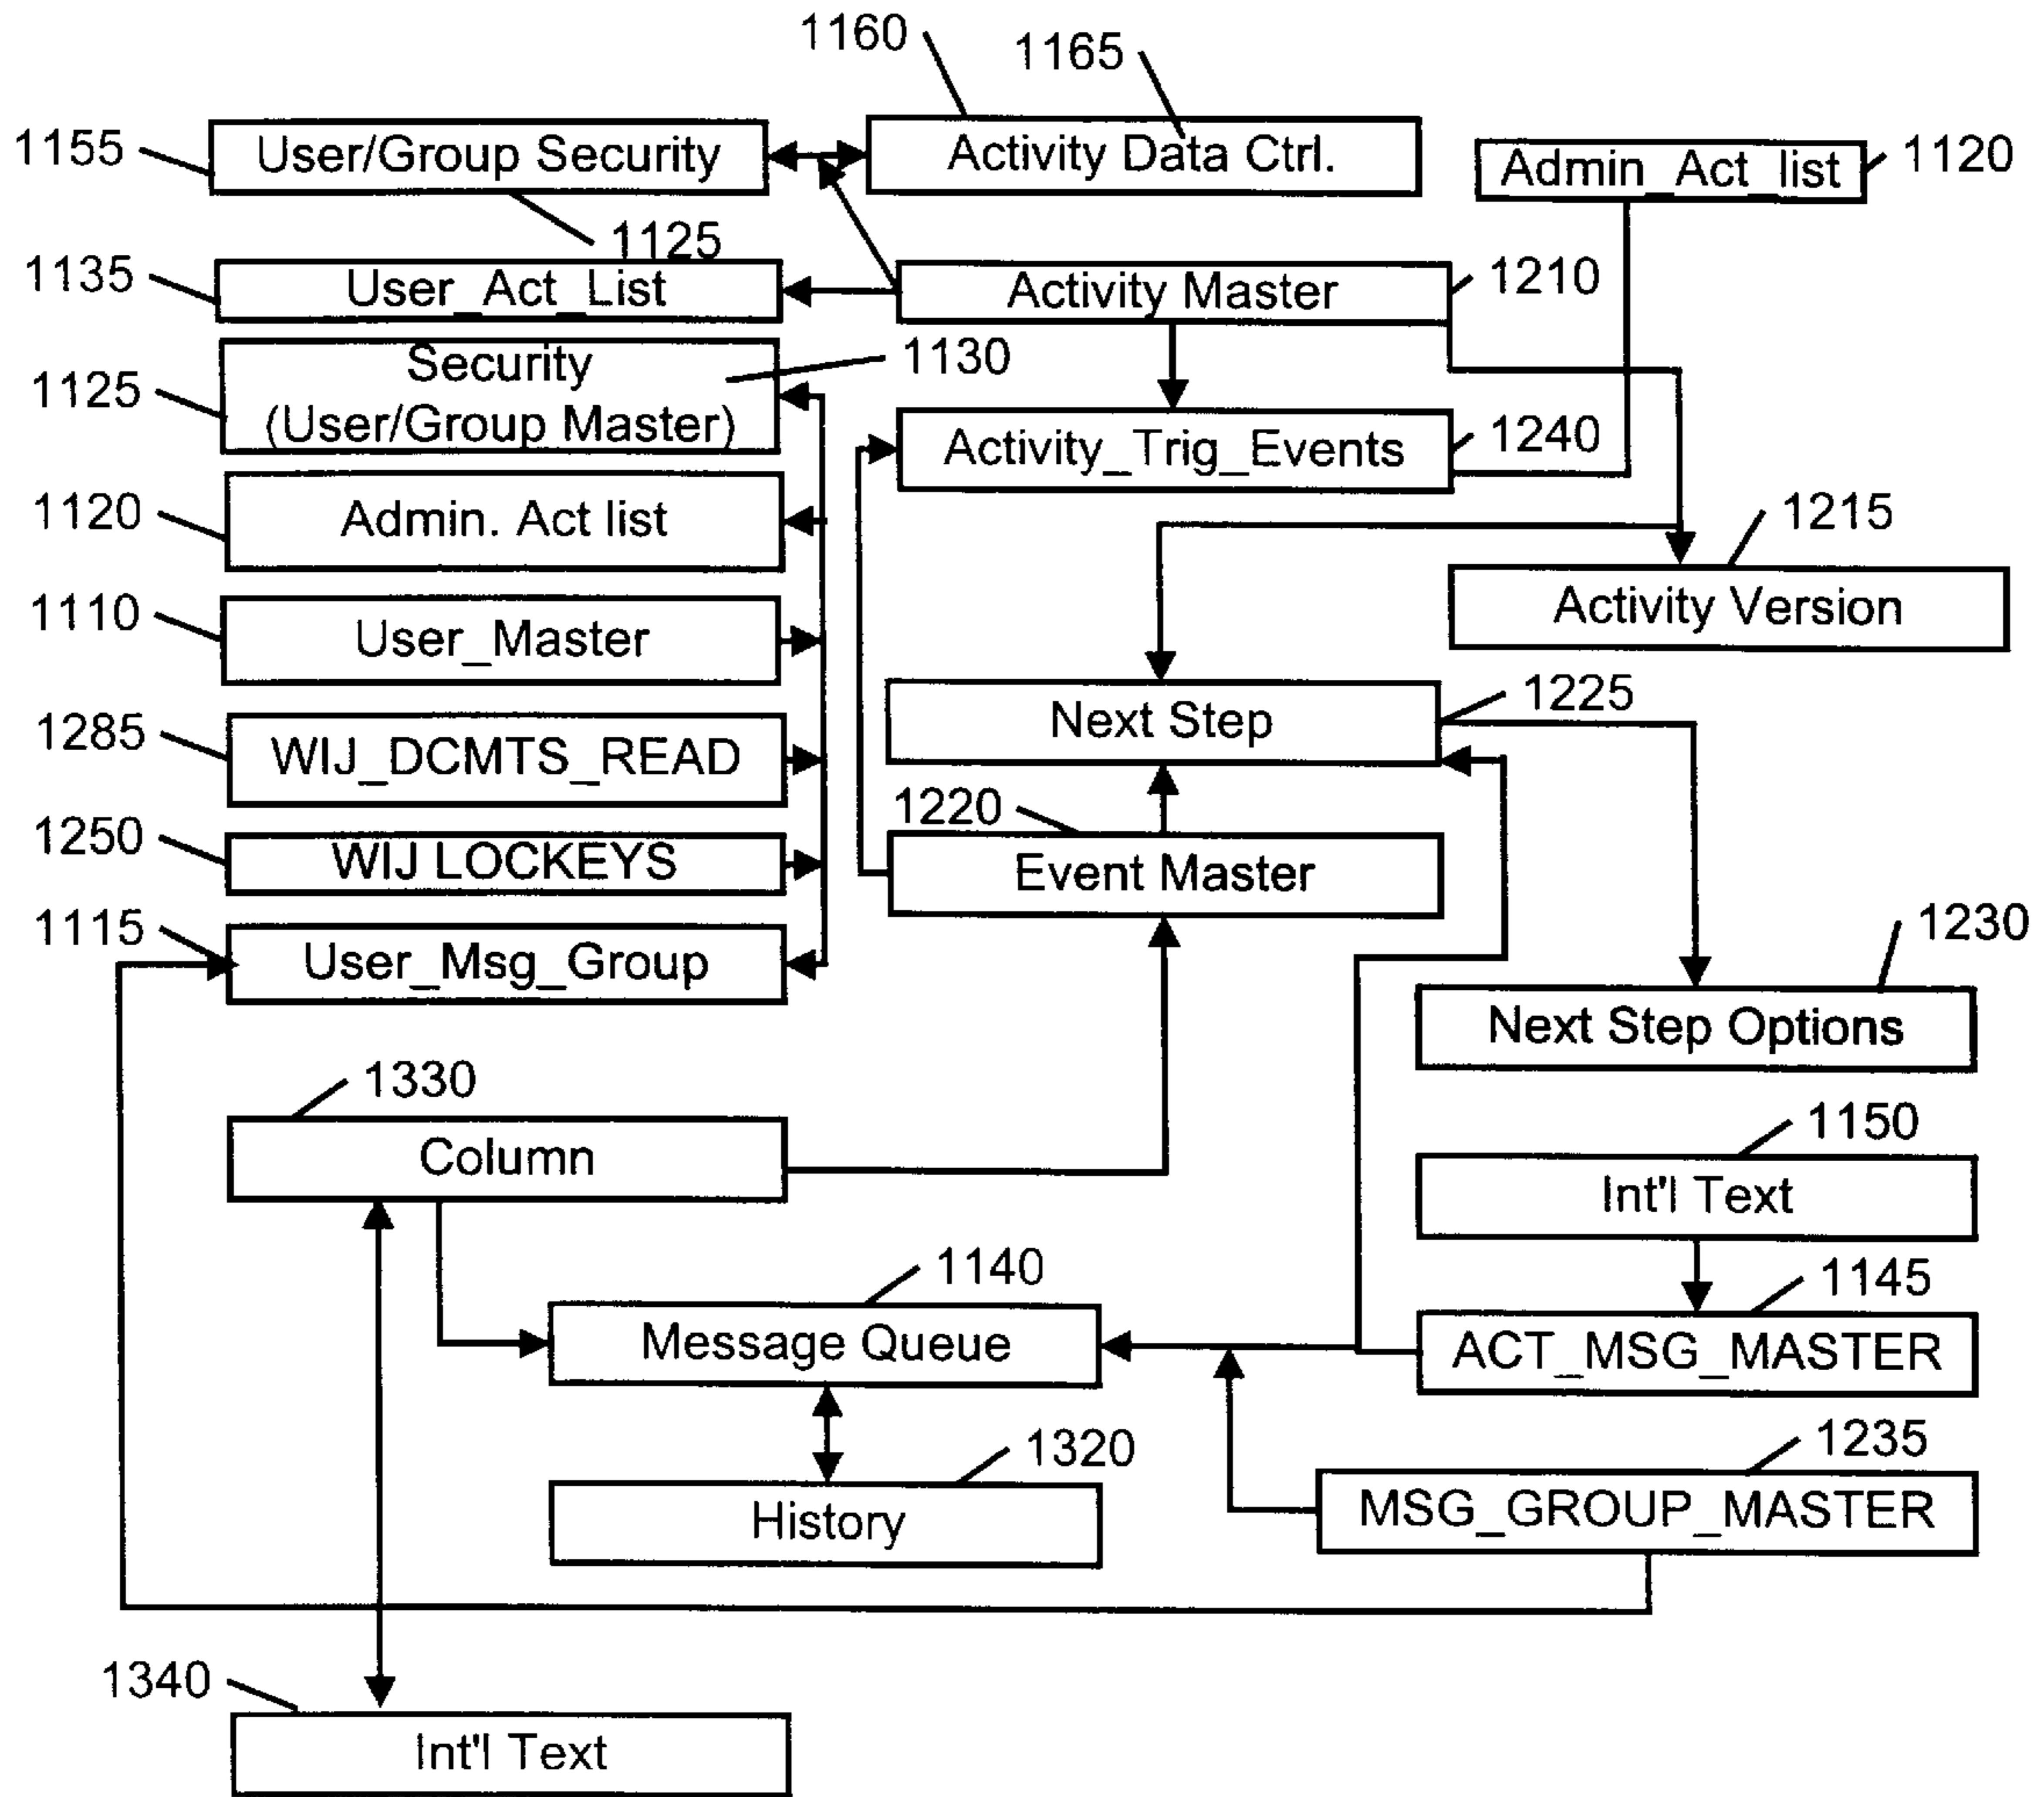 1160
1165
1155
User/Group Security
Activity Data Ctrl.
Admin_Act_list
1120
1125
1135
User_Act_List
Activity Master
1210
1125
Security
(User/Group Master)
1130
Activity_Trig_Events
1240
1120
Admin. Act list
1215
Activity Version
1110
User_Master
Next Step
1225
1285
WIJ_DCMTS_READ
1220
Event Master
1250
WIJ LOCKEYS
1115
User_Msg_Group
1230
Next Step Options
1330
Column
1150
Int'l Text
1140
Message Queue
1145
ACT_MSG_MASTER
1320
History
1235
MSG_GROUP_MASTER
1340
Int'l Text